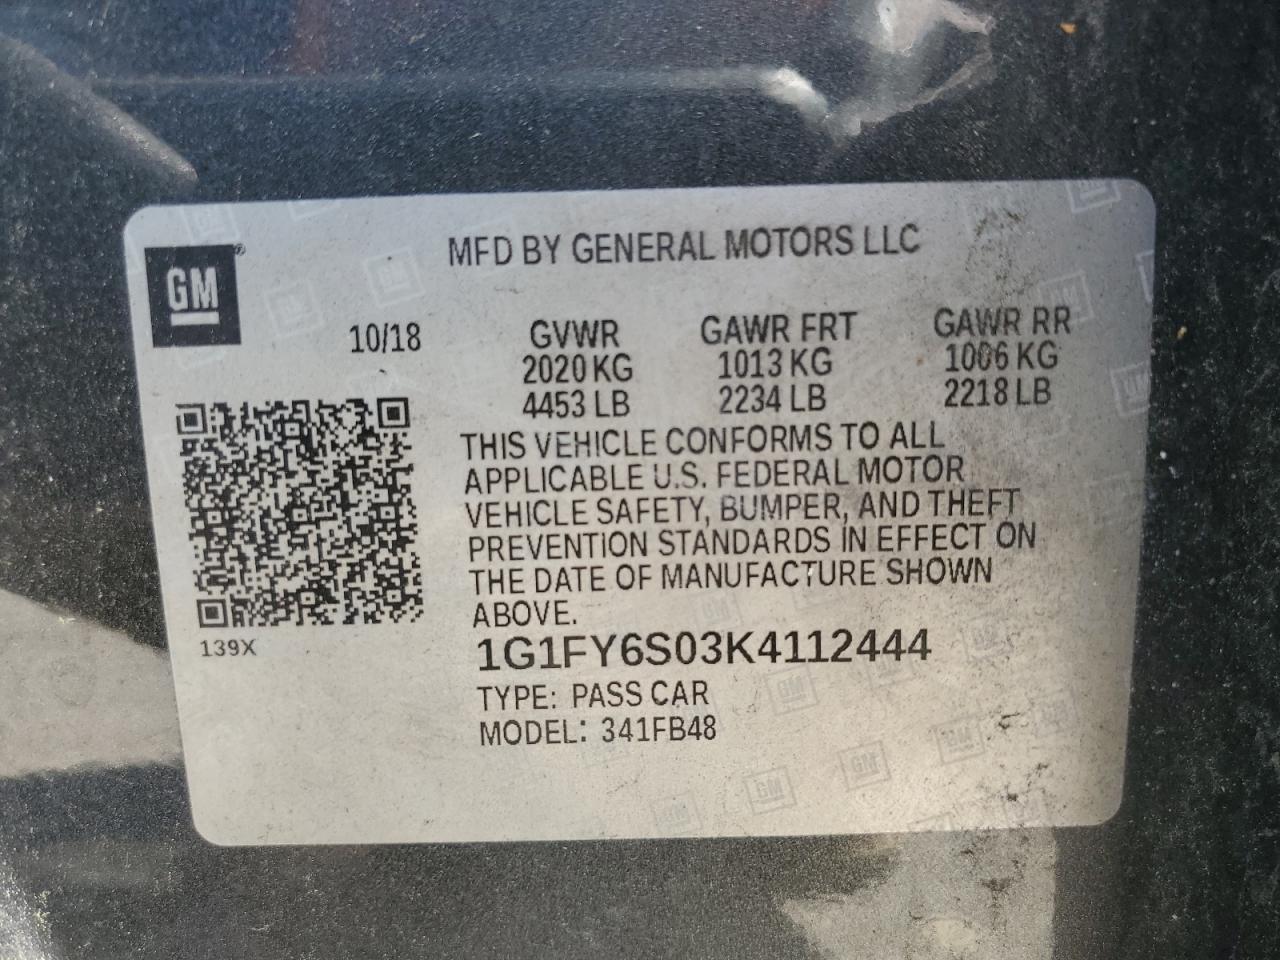 GM
MFD BY GENERAL MOTORS LLC
10/18
GVWR GAWR FRT GAWR RR
2020 KG 1013 KG 1006 KG
4453 LB 2234 LB 2218 LB
THIS VEHICLE CONFORMS TO ALL
APPLICABLE U.S. FEDERAL MOTOR
VEHICLE SAFETY, BUMPER, AND THEFT
PREVENTION STANDARDS IN EFFECT ON
THE DATE OF MANUFACTURE SHOWN
ABOVE.
139X
1G1FY6S03K4112444
TYPE: PASS CAR
MODEL: 341FB48